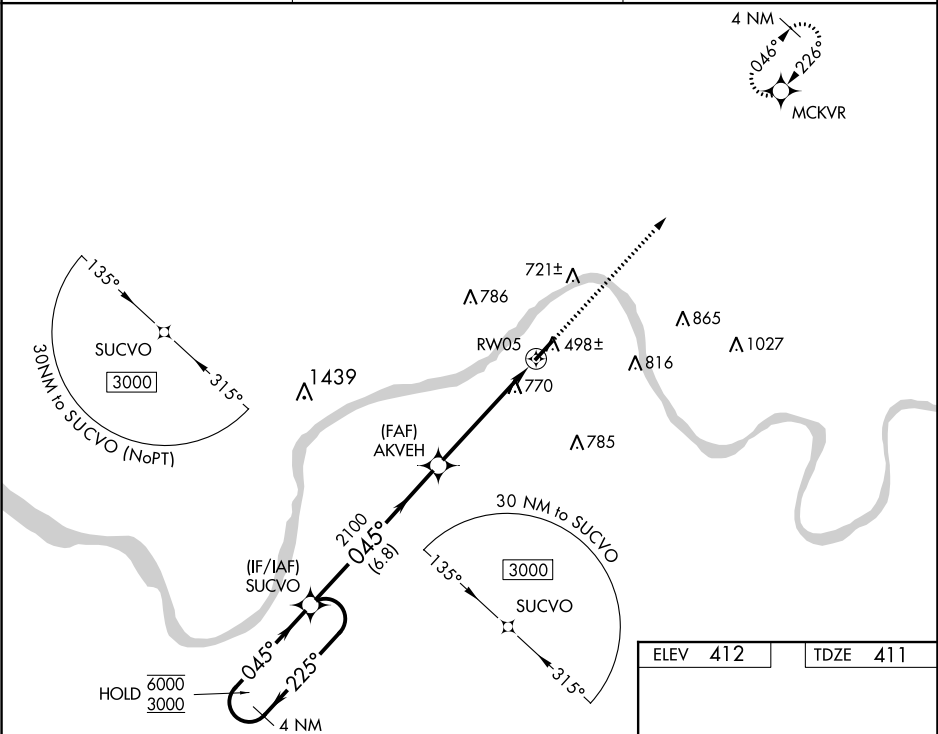 4 NM
046°
226°
MCKVR
135°
SUCVO
3000
315°
30NM to SUCVO (NoPT)
721±
786
865
RW05
498±
1027
816
1439
770
(FAF)
AKVEH
785
2100
045°
(6.8)
30 NM to SUCVO
135°
3000
SUCVO
315°
(IF/IAF)
SUCVO
045°
225°
HOLD 6000
3000
4 NM
ELEV 412
TDZE 411